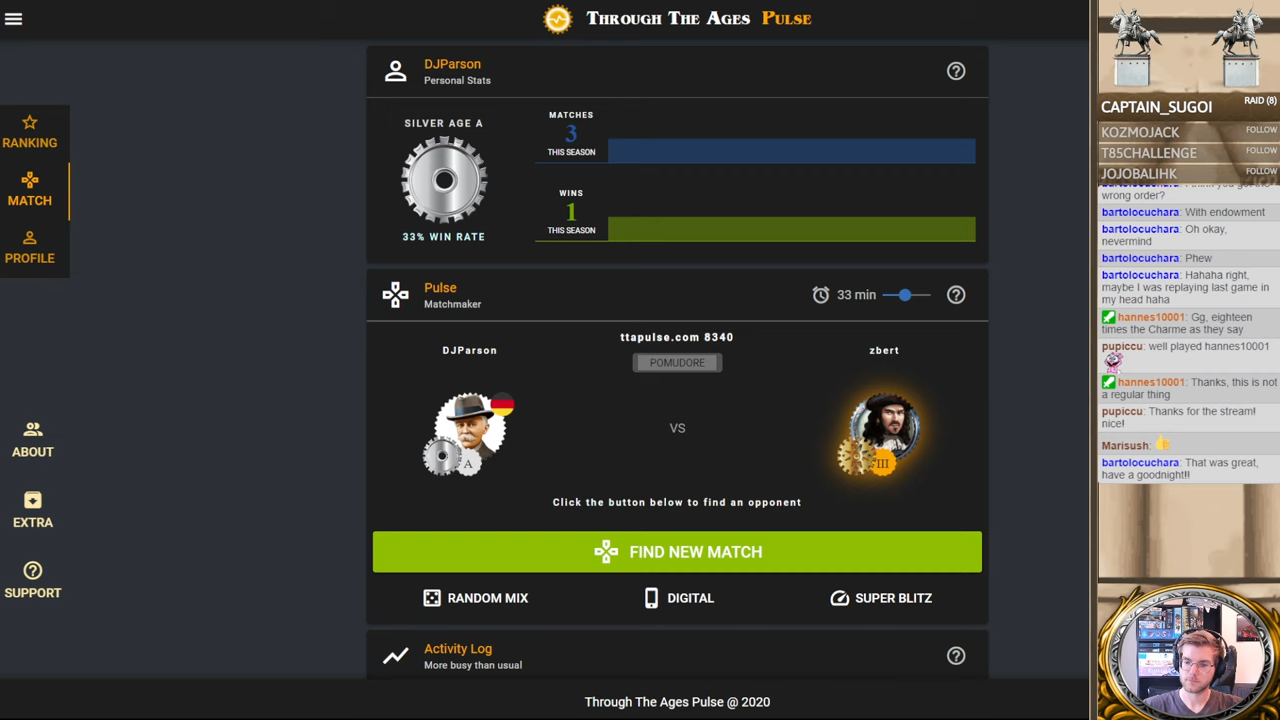 THROUGH THE AGES PULSE
DJParson
Personal Stats
SILVER AGE A
33% WIN RATE
MATCHES
3
THIS SEASON
WINS
1
THIS SEASON
RANKING
MATCH
PROFILE
ABOUT
EXTRA
SUPPORT
Pulse
Matchmaker
33 min
ttapulse.com 8340
POMUDORE
DJParson
A
VS
zbert
III
Click the button below to find an opponent
FIND NEW MATCH
RANDOM MIX
DIGITAL
SUPER BLITZ
Activity Log
More busy than usual
Through The Ages Pulse @ 2020
CAPTAIN_SUGOI RAID (8)
KOZMOJACK FOLLOW
T85CHALLENGE FOLLOW
JOJOBALIHK FOLLOW
wrong order?
bartolocuchara: With endowment
bartolocuchara: Oh okay,
nevermind
bartolocuchara: Phew
bartolocuchara: Hahaha right,
maybe I was replaying last game in
my head haha
hannes10001: Gg, eighteen
times the Charme as they say
pupiccu: well played hannes10001
hannes10001: Thanks, this is not
a regular thing
pupiccu: Thanks for the stream!
nice!
Marisush:
bartolocuchara: That was great,
have a goodnight!!